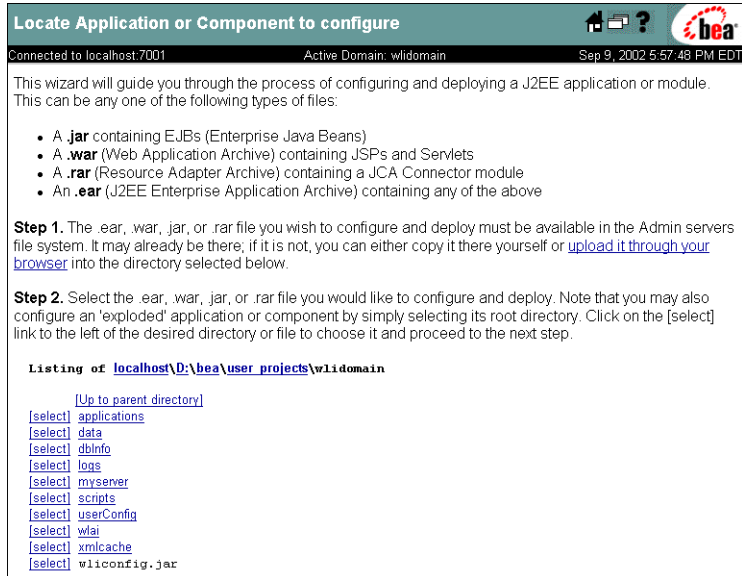 Locate Application or Component to configure
?
bea
Connected to localhost:7001 Active Domain: wlidomain Sep 9, 2002 5:57:48 PM EDT
This wizard will guide you through the process of configuring and deploying a J2EE application or module.
This can be any one of the following types of files:
• A .jar containing EJBs (Enterprise Java Beans)
• A .war (Web Application Archive) containing JSPs and Servlets
• A .rar (Resource Adapter Archive) containing a JCA Connector module
• An .ear (J2EE Enterprise Application Archive) containing any of the above
Step 1. The .ear, .war, .jar, or .rar file you wish to configure and deploy must be available in the Admin servers
file system. It may already be there; if it is not, you can either copy it there yourself or upload it through your
browser into the directory selected below.
Step 2. Select the .ear, .war, .jar, or .rar file you would like to configure and deploy. Note that you may also
configure an 'exploded' application or component by simply selecting its root directory. Click on the [select]
link to the left of the desired directory or file to choose it and proceed to the next step.
Listing of localhost\D:\bea\user_projects\wlidomain
[Up to parent directory]
[select] applications
[select] data
[select] dbInfo
[select] logs
[select] myserver
[select] scripts
[select] userConfig
[select] wlai
[select] xmlcache
[select] wliconfig.jar